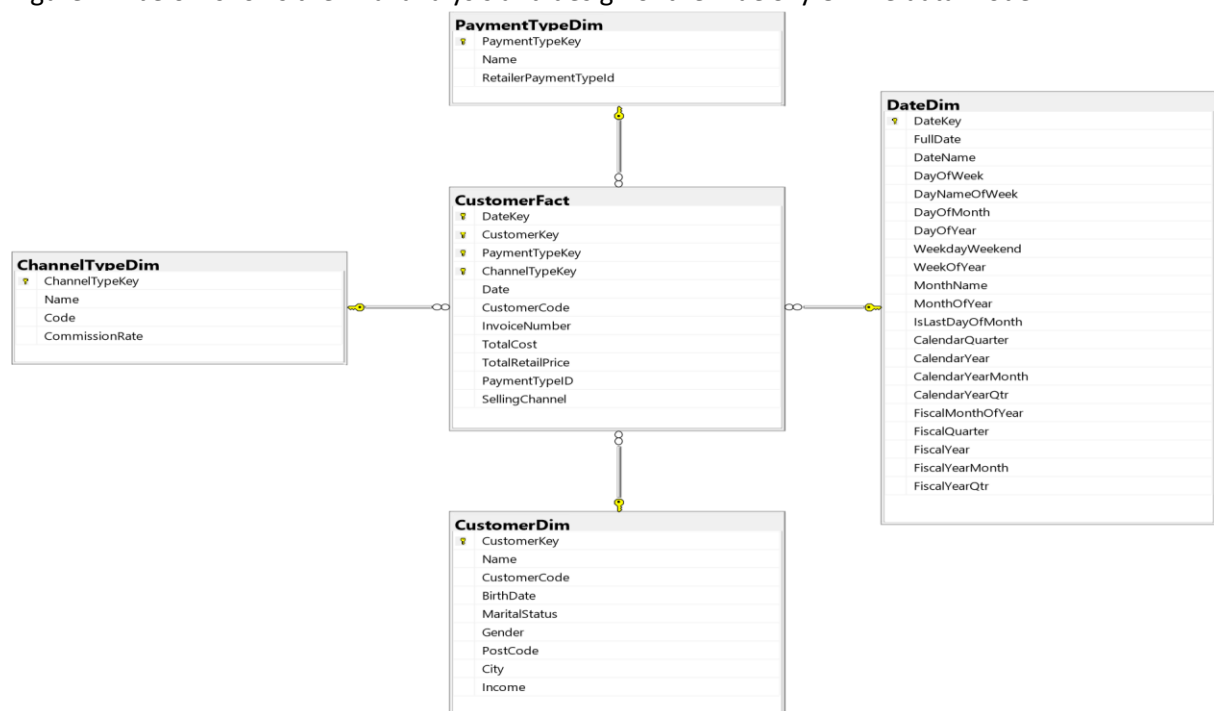 PaymentTypeDim
PaymentTypeKey
Name
RetailerPaymentTypeId
DateDim
DateKey
FullDate
DateName
DayOfWeek
DayNameOfWeek
DayOfMonth
DayOfYear
WeekdayWeekend
WeekOfYear
MonthName
MonthOfYear
IsLastDayOfMonth
CalendarQuarter
CalendarYear
CalendarYearMonth
CalendarYearQtr
FiscalMonthOfYear
FiscalQuarter
FiscalYear
FiscalYearMonth
FiscalYearQtr
CustomerFact
DateKey
CustomerKey
PaymentTypeKey
ChannelTypeKey
Date
CustomerCode
InvoiceNumber
TotalCost
TotalRetailPrice
PaymentTypeID
SellingChannel
ChannelTypeDim
ChannelTypeKey
Name
Code
CommissionRate
CustomerDim
CustomerKey
Name
CustomerCode
BirthDate
MaritalStatus
Gender
PostCode
City
Income